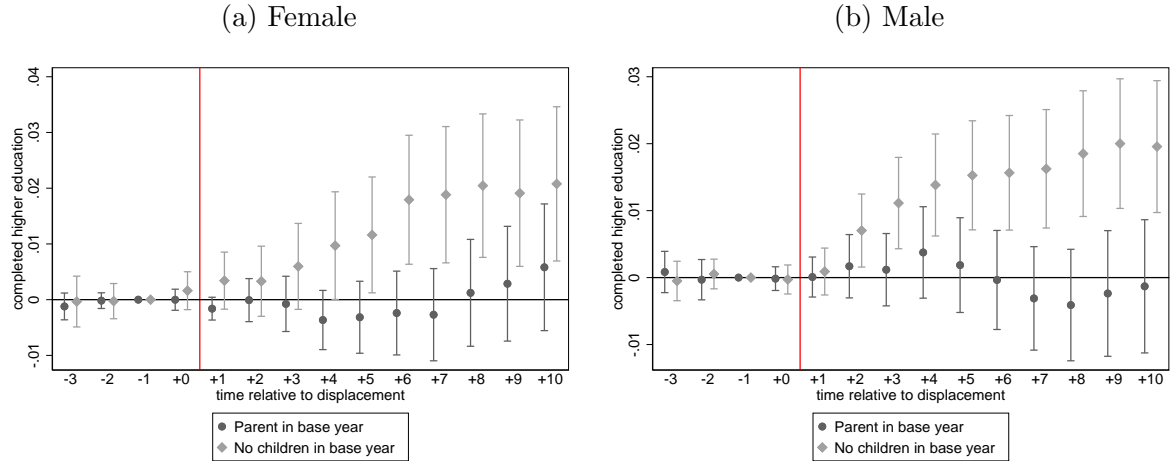 (a) Female
completed higher education
.04
.03
.02
.01
0
-.01
-3 -2 -1 +0 +1 +2 +3 +4 +5 +6 +7 +8 +9 +10
time relative to displacement
Parent in base year
No children in base year
(b) Male
completed higher education
.03
.02
.01
0
-.01
-3 -2 -1 +0 +1 +2 +3 +4 +5 +6 +7 +8 +9 +10
time relative to displacement
Parent in base year
No children in base year